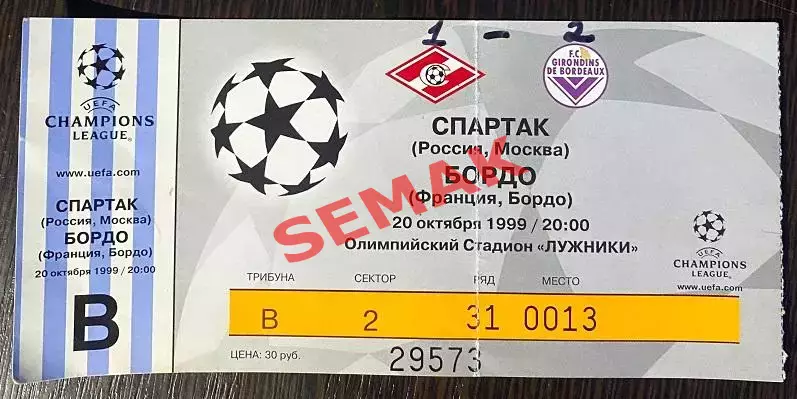 UEFA
CHAMPIONS
LEAGUE
www.uefa.com
СПАРТАК
(Россия, Москва)
БОРДО
(Франция, Бордо)
20 октября 1999 / 20:00
B
1 – 2
F.C.
GIRONDINS
DE BORDEAUX
СПАРТАК
(Россия, Москва)
БОРДО
(Франция, Бордо)
20 октября 1999 / 20:00
Олимпийский Стадион «ЛУЖНИКИ»
SEMAK
UEFA
CHAMPIONS
LEAGUE
www.uefa.com
ТРИБУНА СЕКТОР РЯД МЕСТО
B 2 31 0013
ЦЕНА: 30 руб. 29573